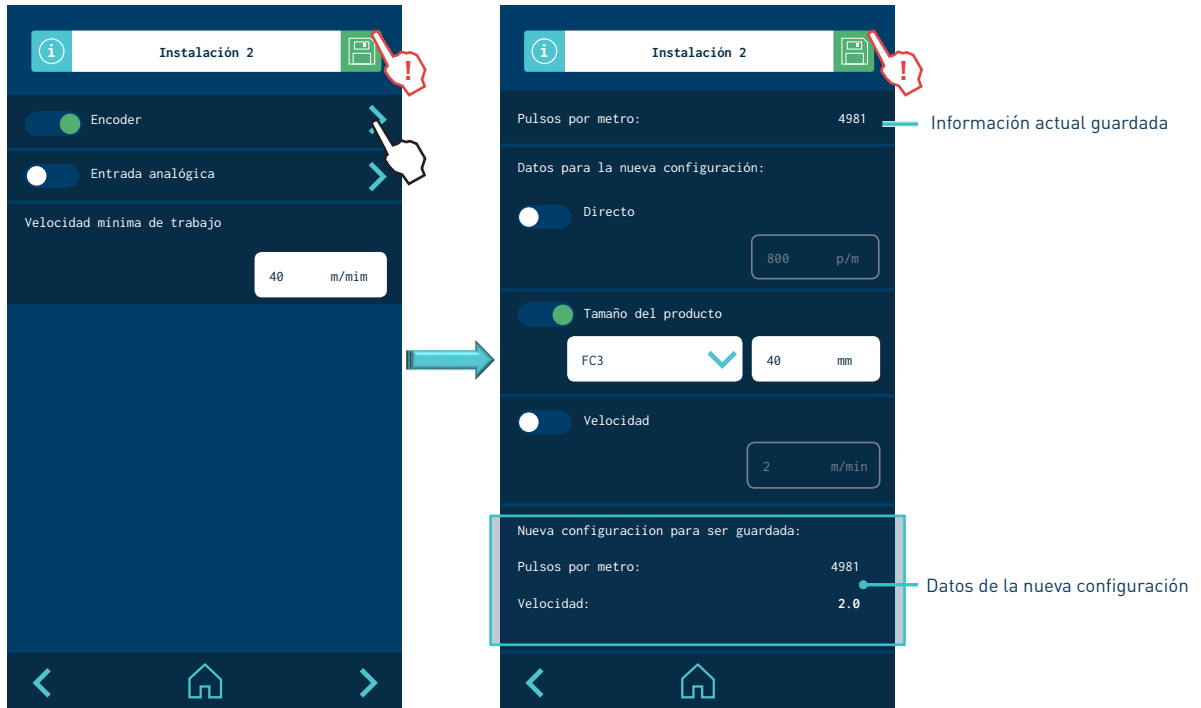 i
Instalación 2
!
Encoder
Entrada analógica
Velocidad mínima de trabajo
40 m/mim
i
Instalación 2
!
Pulsos por metro: 4981
Información actual guardada
Datos para la nueva configuración:
Directo
800 p/m
Tamaño del producto
FC3
40 mm
Velocidad
2 m/min
Nueva configuraciíon para ser guardada:
Pulsos por metro: 4981
Datos de la nueva configuración
Velocidad: 2.0